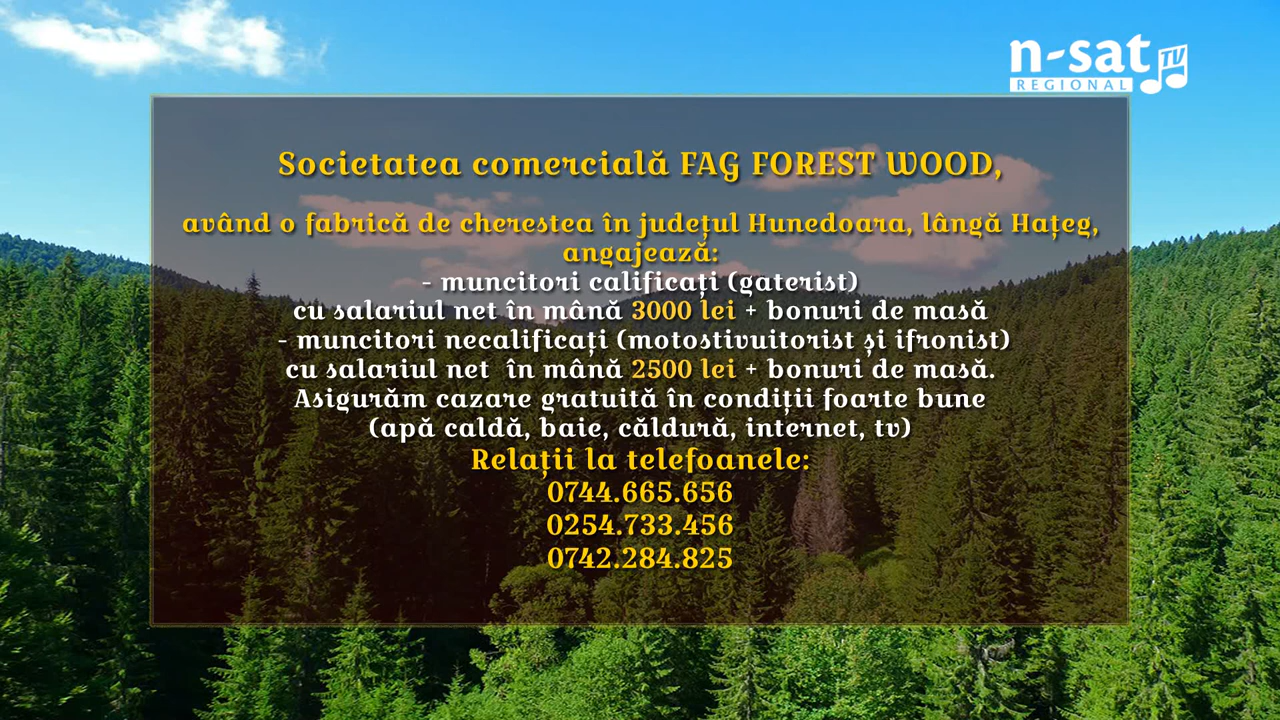 n-sat TV
REGIONAL
Societatea comercială FAG FOREST WOOD,
având o fabrică de cherestea în județul Hunedoara, lângă Hațeg,
angajează:
- muncitori calificați (gaterist)
cu salariul net în mână 3000 lei + bonuri de masă
- muncitori necalificați (motostivuitorist și ifronist)
cu salariul net în mână 2500 lei + bonuri de masă.
Asigurăm cazare gratuită în condiții foarte bune
(apă caldă, baie, căldură, internet, tv)
Relații la telefoanele:
0744.665.656
0254.733.456
0742.284.825